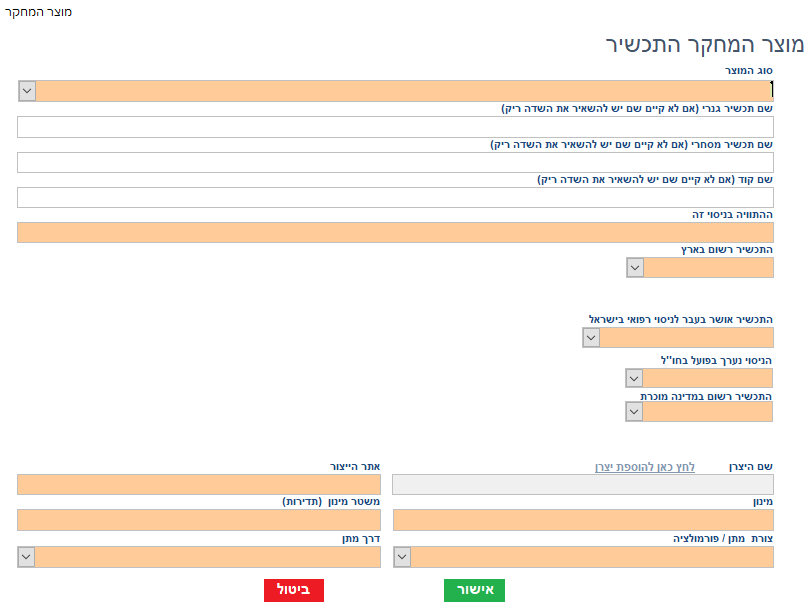 מוצר המחקר
מוצר המחקר התכשיר
סוג המוצר
שם תכשיר גנרי (אם לא קיים שם יש להשאיר את השדה ריק)
שם תכשיר מסחרי (אם לא קיים שם יש להשאיר את השדה ריק)
שם קוד (אם לא קיים שם יש להשאיר את השדה ריק)
ההתוויה בניסוי זה
התכשיר רשום בארץ
התכשיר אושר בעבר לניסוי רפואי בישראל
הניסוי נערך בפועל בחו"ל
התכשיר רשום במדינה מוכרת
שם היצרן לחץ כאן להוספת יצרן אתר הייצור
מינון משטר מינון (תדירות)
צורת מתן / פורמולציה דרך מתן
אישור ביטול